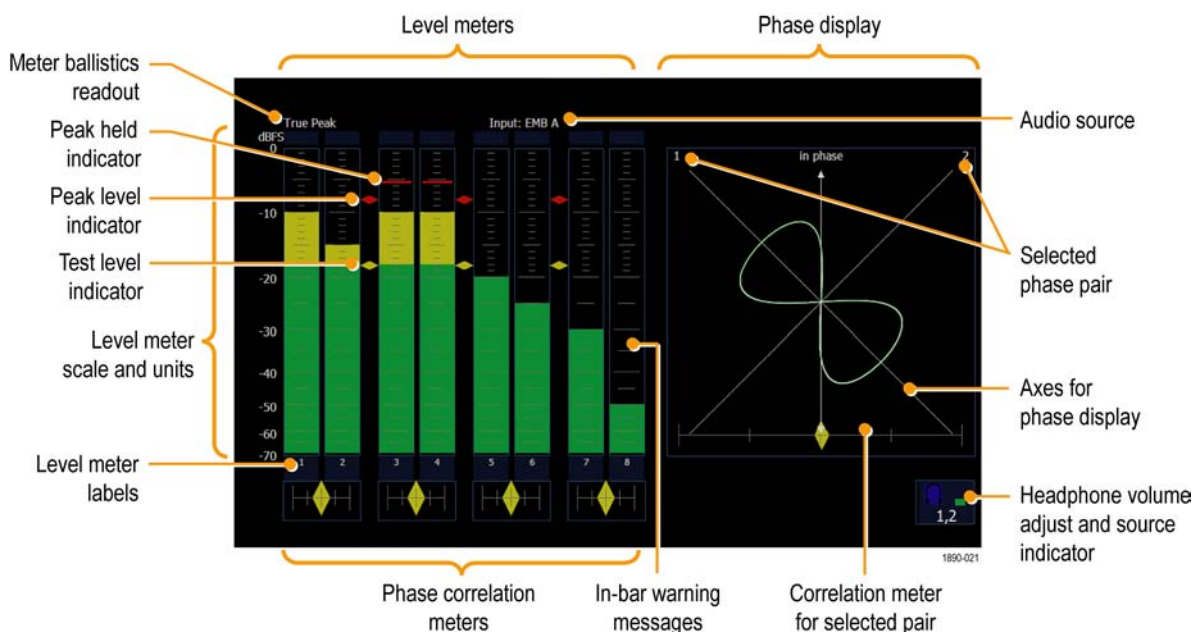 Level meters
Phase display
Meter ballistics
readout
True Peak
Input: EMB A
Audio source
Peak held
indicator
dBFS
0
1
in phase
2
Peak level
indicator
-10
Test level
indicator
-20
Selected
phase pair
-30
Level meter
scale and units
-40
Axes for
phase display
-50
-60
-70
Level meter
labels
1
2
3
4
5
6
7
8
Headphone volume
adjust and source
indicator
1,2
1890-021
Phase correlation
meters
In-bar warning
messages
Correlation meter
for selected pair